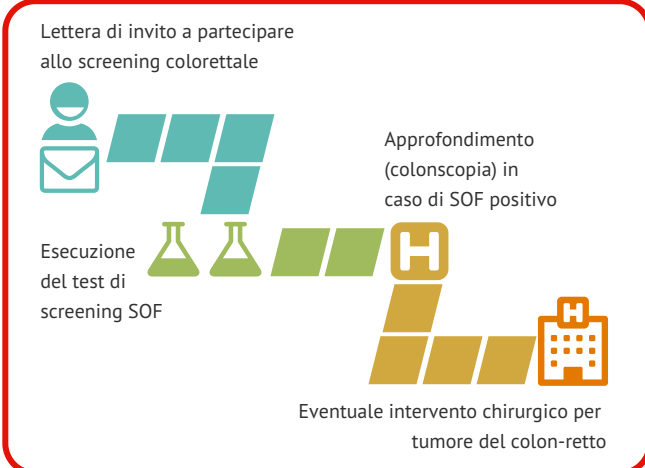 Lettera di invito a partecipare
allo screening colorettale
Approfondimento
(colonscopia) in
caso di SOF positivo
H
Esecuzione
del test di
screening SOF
H
Eventuale intervento chirurgico per
tumore del colon-retto